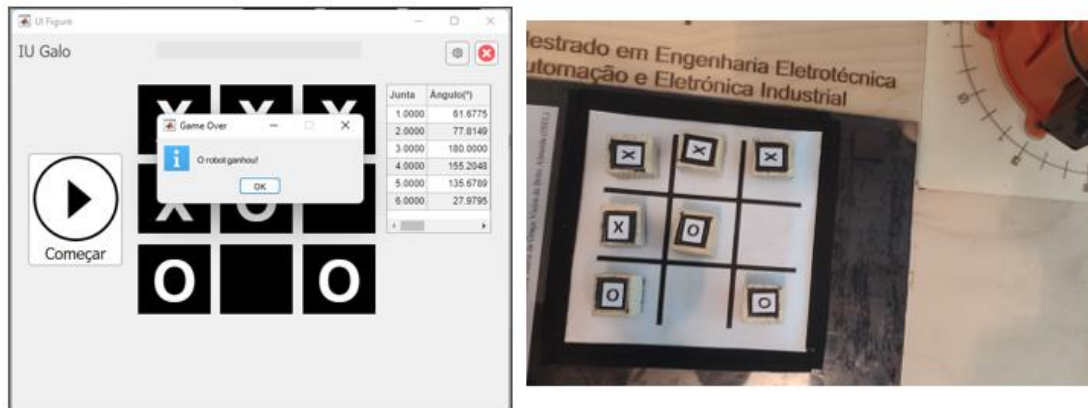 UI Figure
IU Galo
Junta Ângulo(º)
1.0000 61.6775
2.0000 77.8149
3.0000 180.0000
4.0000 155.2048
5.0000 135.6789
6.0000 27.9795
X X X
Game Over
O robot ganhou!
OK
X O
Começar
O O
estrado em Engenharia Eletrotécnica
utomação e Eletrónica Industrial
X X X
X O
O O